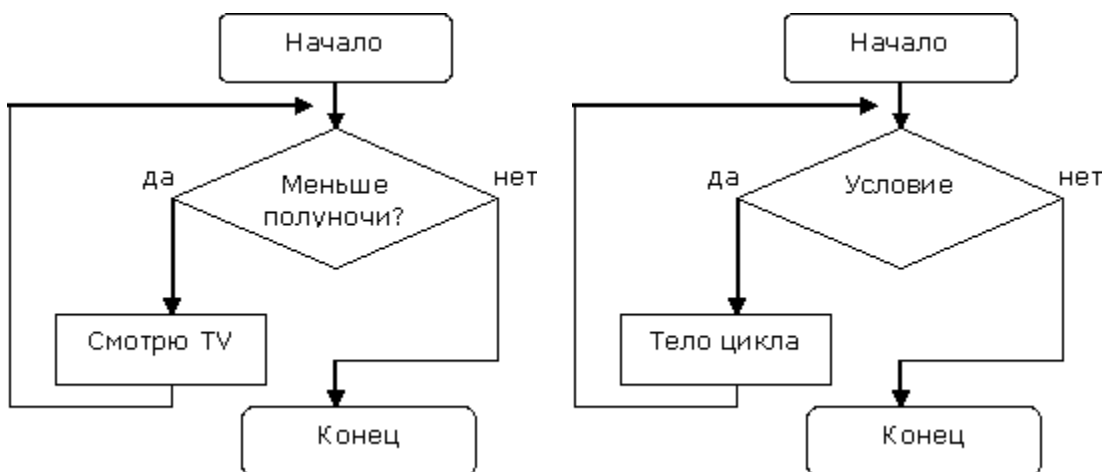 Начало
да
Меньше
полуночи?
нет
Смотрю TV
Конец
Начало
да
Условие
нет
Тело цикла
Конец